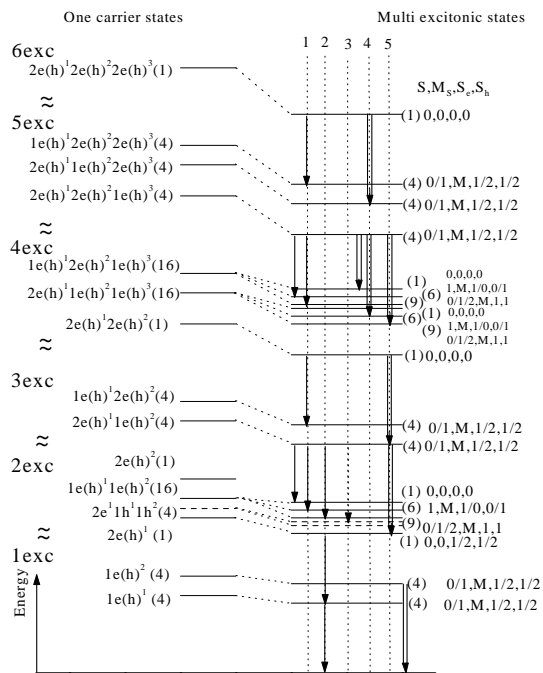 One carrier states
Multi excitonic states
1 2 3 4 5
6exc
2e(h)¹2e(h)²2e(h)³(1)
S,M_S,S_e,S_h
(1) 0,0,0,0
≈
5exc
1e(h)¹2e(h)²2e(h)³(4)
2e(h)¹1e(h)²2e(h)³(4)
(4) 0/1,M,1/2,1/2
2e(h)¹2e(h)²1e(h)³(4)
(4) 0/1,M,1/2,1/2
≈
(4) 0/1,M,1/2,1/2
4exc
1e(h)¹2e(h)²1e(h)³(16)
2e(h)¹1e(h)²1e(h)³(16)
(1) 0,0,0,0
(6) 1,M,1/0,0/1
(9) 0/1/2,M,1,1
(1) 0,0,0,0
(6) 1,M,1/0,0/1
(9) 0/1/2,M,1,1
2e(h)¹2e(h)²(1)
≈
(1) 0,0,0,0
3exc
1e(h)¹2e(h)²(4)
2e(h)¹1e(h)²(4)
(4) 0/1,M,1/2,1/2
≈
(4) 0/1,M,1/2,1/2
2exc
2e(h)²(1)
1e(h)¹1e(h)²(16)
(1) 0,0,0,0
2e¹1h¹1h²(4)
(6) 1,M,1/0,0/1
(9) 0/1/2,M,1,1
2e(h)¹ (1)
(1) 0,0,1/2,1/2
≈
1exc
1e(h)² (4)
(4) 0/1,M,1/2,1/2
1e(h)¹ (4)
(4) 0/1,M,1/2,1/2
Energy